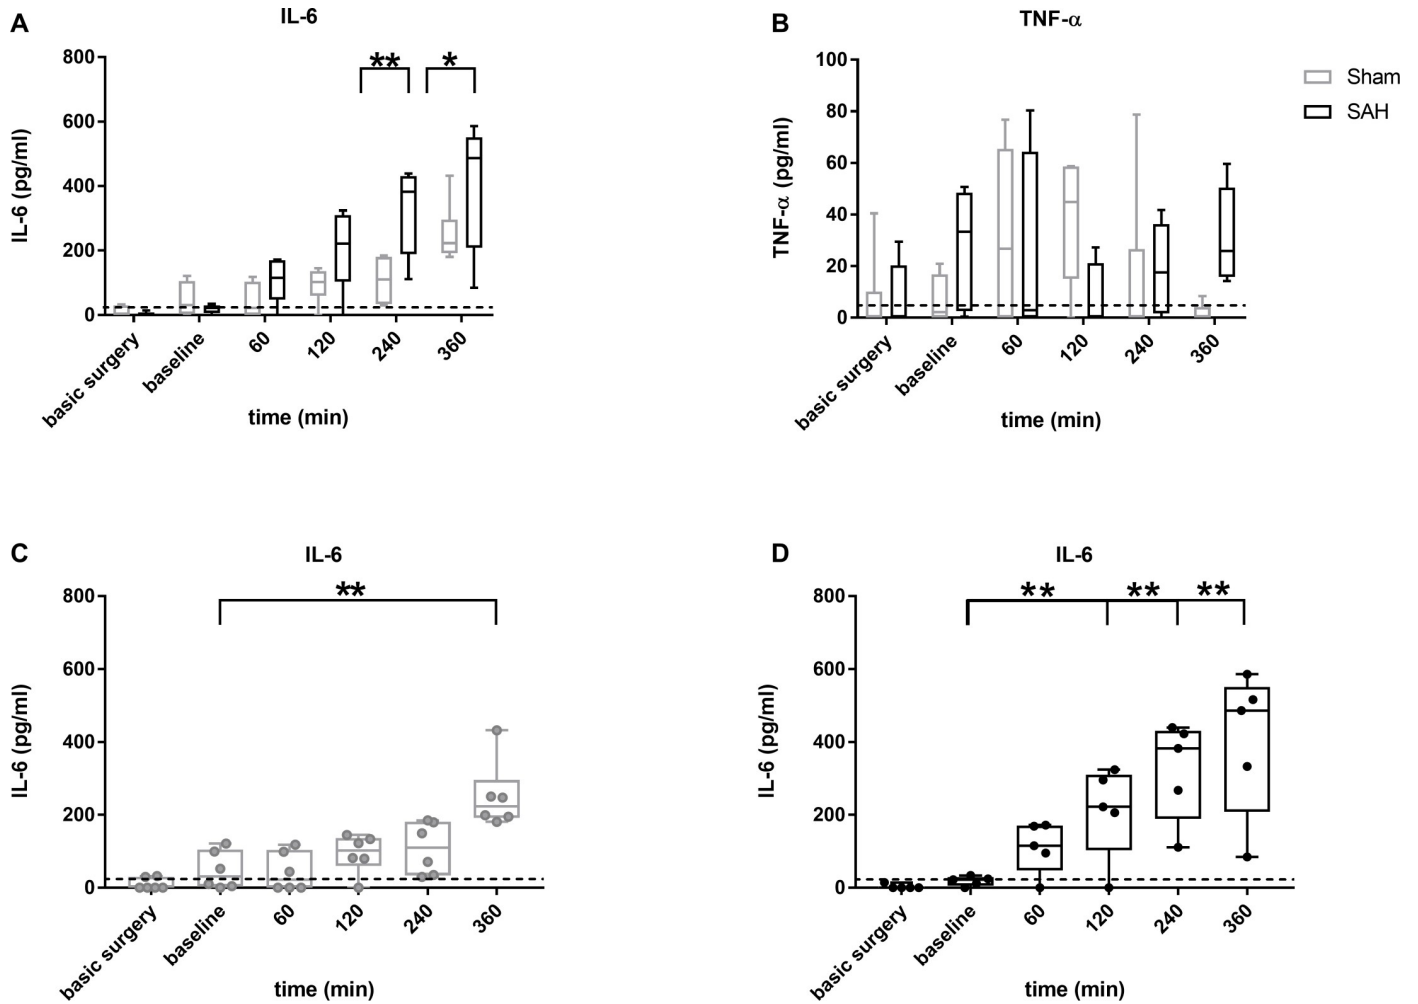 A
IL-6
IL-6 (pg/ml)
800
600
400
200
0
**
*
basic surgery
baseline
60
120
240
360
time (min)
B
TNF-α
TNF-α (pg/ml)
100
80
60
40
20
0
basic surgery
baseline
60
120
240
360
time (min)
Sham
SAH
C
IL-6
IL-6 (pg/ml)
800
600
400
200
0
**
basic surgery
baseline
60
120
240
360
time (min)
D
IL-6
IL-6 (pg/ml)
800
600
400
200
0
**
**
**
basic surgery
baseline
60
120
240
360
time (min)